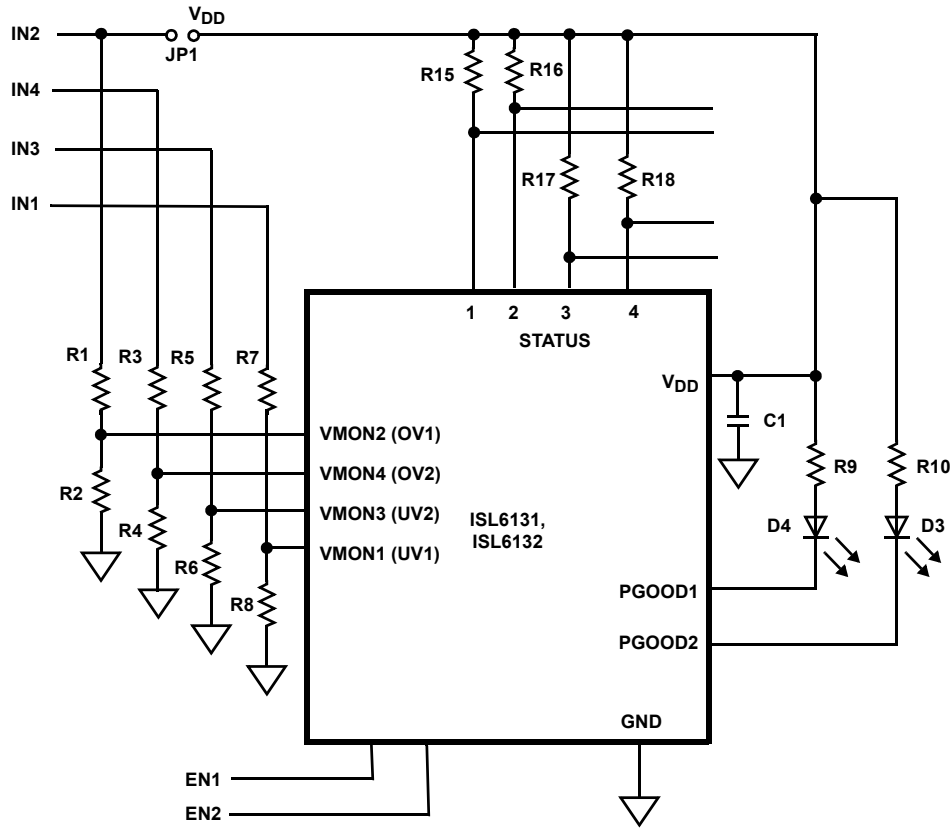 IN2
VDD
JP1
IN4
IN3
IN1
R15
R16
R17
R18
1 2 3 4
STATUS
R1
R3
R5
R7
VDD
C1
VMON2 (OV1)
VMON4 (OV2)
VMON3 (UV2)
VMON1 (UV1)
R2
R4
R6
R8
ISL6131,
ISL6132
R9
R10
D4
D3
PGOOD1
PGOOD2
GND
EN1
EN2